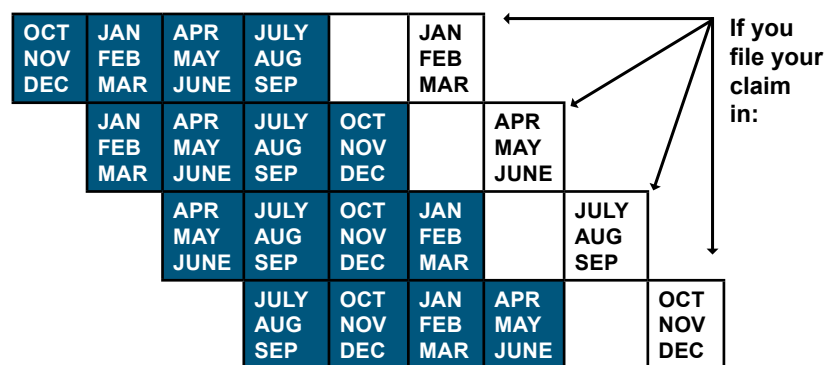 OCT JAN APR JULY JAN
NOV FEB MAY AUG FEB
DEC MAR JUNE SEP MAR
If you
file your
claim
in:
JAN APR JULY OCT APR
FEB MAY AUG NOV MAY
MAR JUNE SEP DEC JUNE
APR JULY OCT JAN JULY
MAY AUG NOV FEB AUG
JUNE SEP DEC MAR SEP
JULY OCT JAN APR OCT
AUG NOV FEB MAY NOV
SEP DEC MAR JUNE DEC